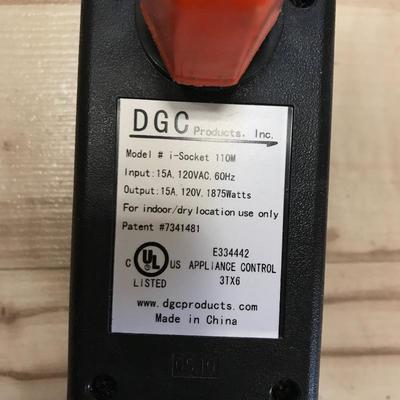 DGC Products, Inc.
Model # i-Socket 110M
Input:15A. 120VAC. 60Hz
Output:15A. 120V. 1875Watts
For indoor/dry location use only
Patent #7341481
C UL US
LISTED
E334442
APPLIANCE CONTROL
3TX6
www.dgcproducts.com
Made in China